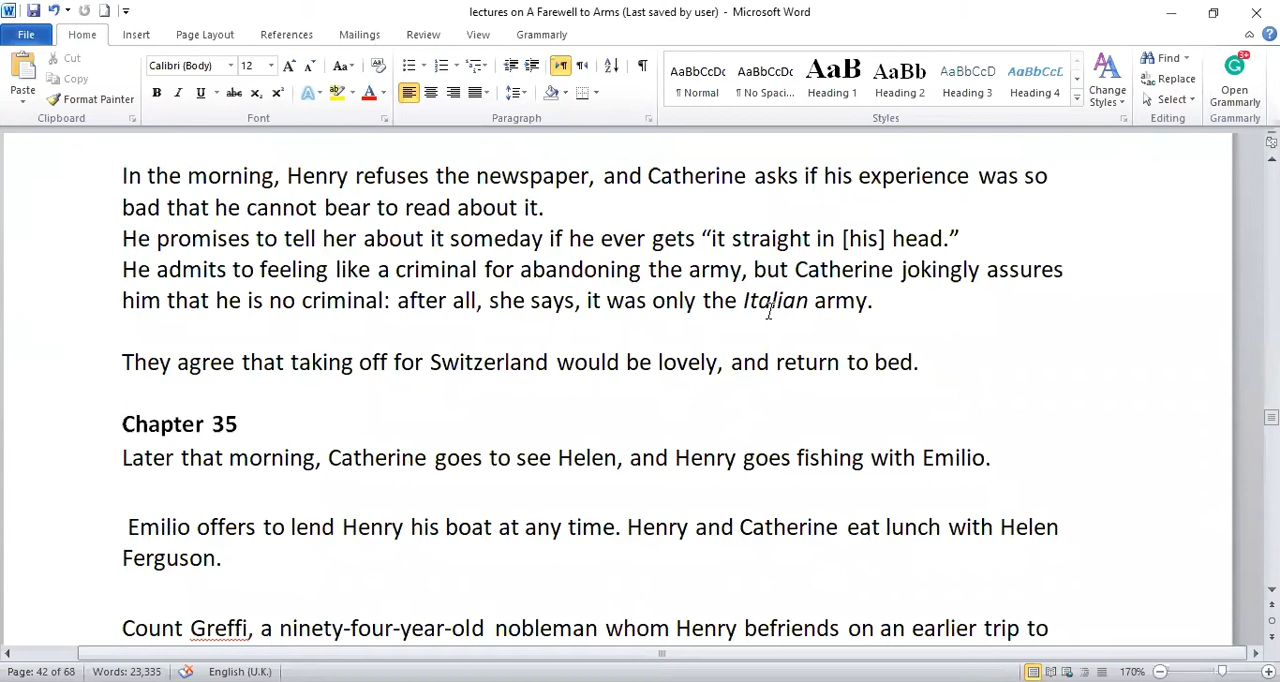 lectures on A Farewell to Arms (Last saved by user) - Microsoft Word
File Home Insert Page Layout References Mailings Review View Grammarly
Paste
Cut
Copy
Format Painter
Clipboard
Calibri (Body) 12
Font
Paragraph
AaBbCcDc AaBbCcDc AaB AaBb AaBbCcD AaBbCcL
¶ Normal ¶ No Spaci... Heading 1 Heading 2 Heading 3 Heading 4
Change Styles
Styles
Find
Replace
Select
Editing
Open Grammarly
Grammarly
In the morning, Henry refuses the newspaper, and Catherine asks if his experience was so
bad that he cannot bear to read about it.
He promises to tell her about it someday if he ever gets “it straight in [his] head.”
He admits to feeling like a criminal for abandoning the army, but Catherine jokingly assures
him that he is no criminal: after all, she says, it was only the Italian army.
They agree that taking off for Switzerland would be lovely, and return to bed.
Chapter 35
Later that morning, Catherine goes to see Helen, and Henry goes fishing with Emilio.
Emilio offers to lend Henry his boat at any time. Henry and Catherine eat lunch with Helen
Ferguson.
Count Greffi, a ninety-four-year-old nobleman whom Henry befriends on an earlier trip to
Page: 42 of 68 Words: 23,335 English (U.K.) 170%